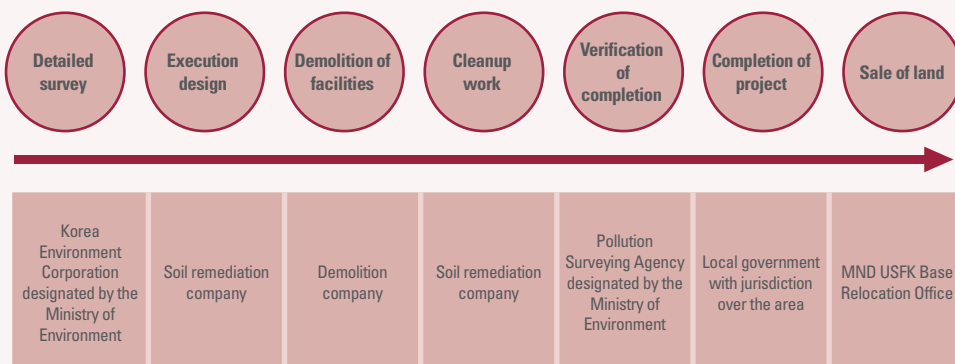 Detailed
survey
Execution
design
Demolition of
facilities
Cleanup
work
Verification
of
completion
Completion of
project
Sale of land
Korea
Environment
Corporation
designated by the
Ministry of
Environment
Soil remediation
company
Demolition
company
Soil remediation
company
Pollution
Surveying Agency
designated by the
Ministry of
Environment
Local government
with jurisdiction
over the area
MND USFK Base
Relocation Office